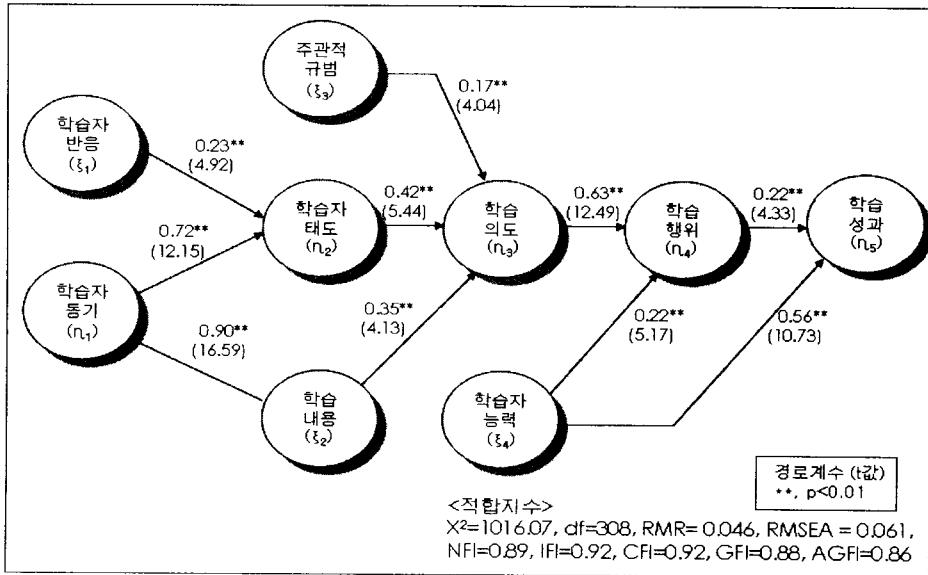 주관적
규범
(ξ3)
0.17**
(4.04)
학습자
반응
(ξ1)
0.23**
(4.92)
학습자
태도
(η2)
0.42**
(5.44)
학습
의도
(η3)
0.63**
(12.49)
학습
행위
(η4)
0.22**
(4.33)
학습
성과
(η5)
0.72**
(12.15)
학습자
동기
(η1)
0.90**
(16.59)
0.35**
(4.13)
0.22**
(5.17)
0.56**
(10.73)
학습
내용
(ξ2)
학습자
능력
(ξ4)
경로계수 (t값)
**, p<0.01
<적합지수>
X²=1016.07, df=308, RMR= 0.046, RMSEA = 0.061,
NFI=0.89, IFI=0.92, CFI=0.92, GFI=0.88, AGFI=0.86